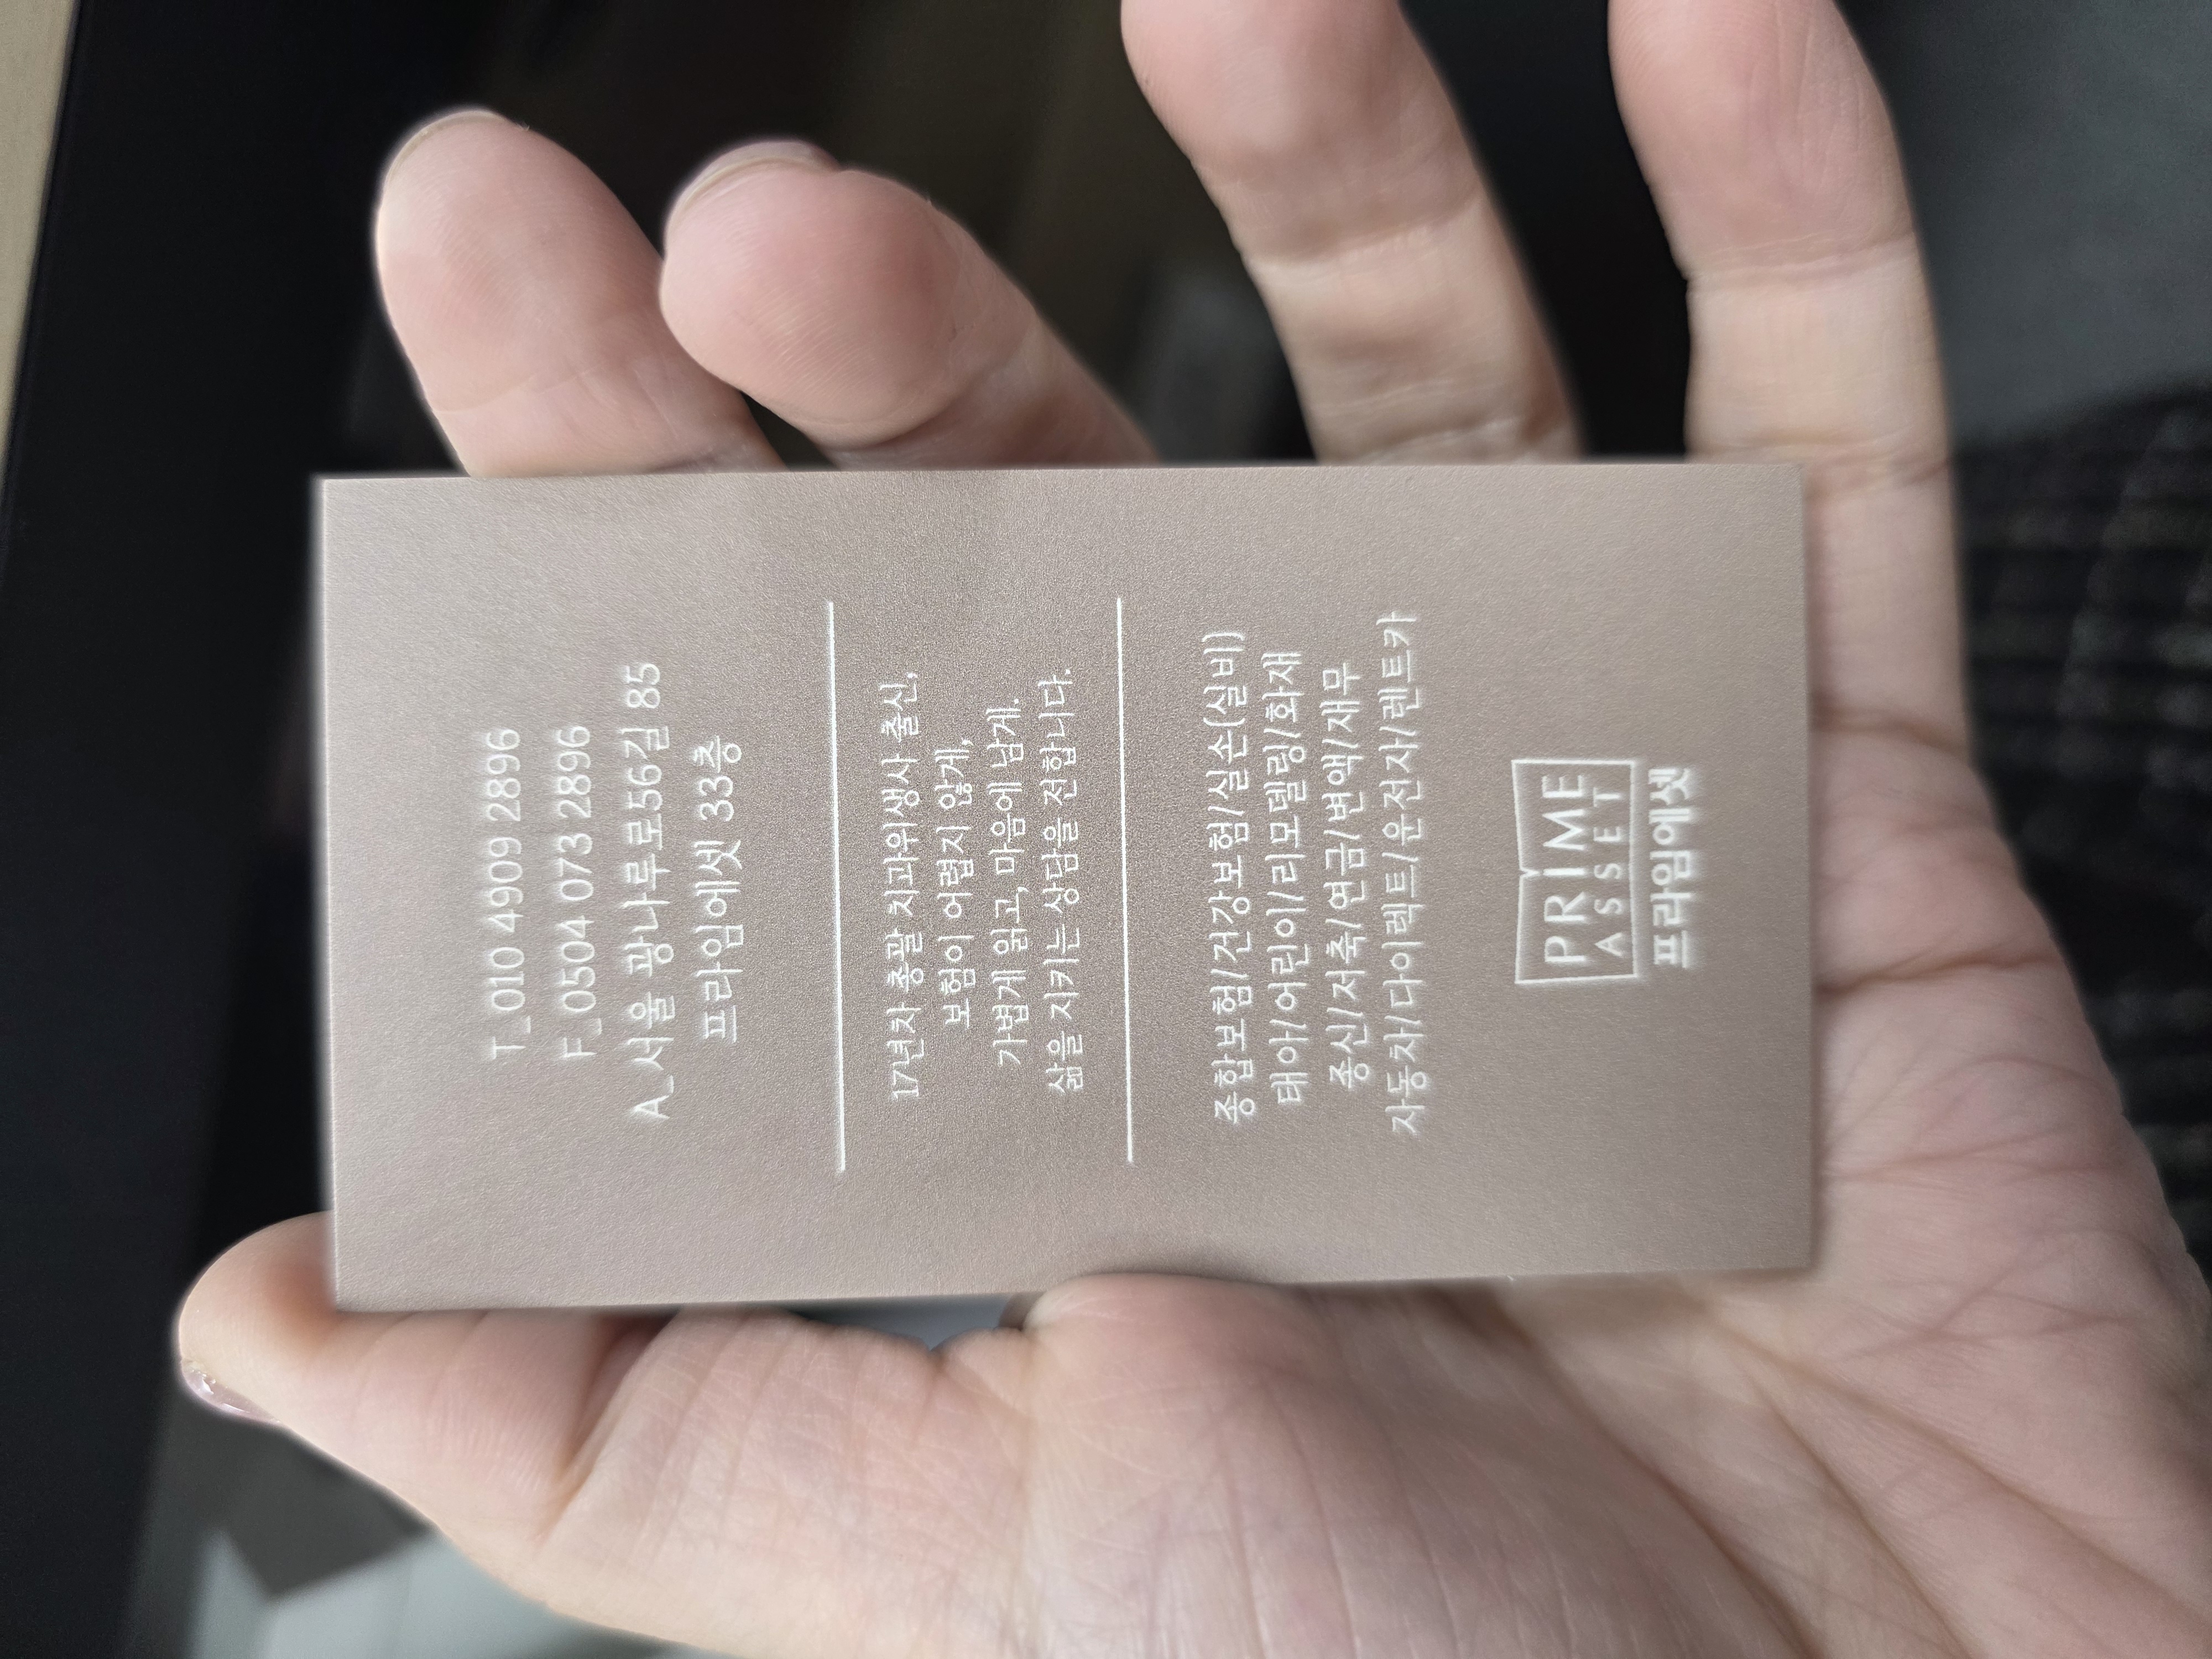 T_010 4909 2896
F_0504 073 2896
A_서울 광나루로56길 85
프라임에셋 33층
17년차 총괄 치과위생사 출신,
보험이 어렵지 않게,
가볍게 읽고, 마음에 남게.
삶을 지키는 상담을 전합니다.
종합보험/건강보험/실손(실비)
태아/어린이/리모델링/화재
종신/저축/연금/변액/재무
자동차/다이렉트/운전자/렌트카
PRIME
ASSET
프라임에셋